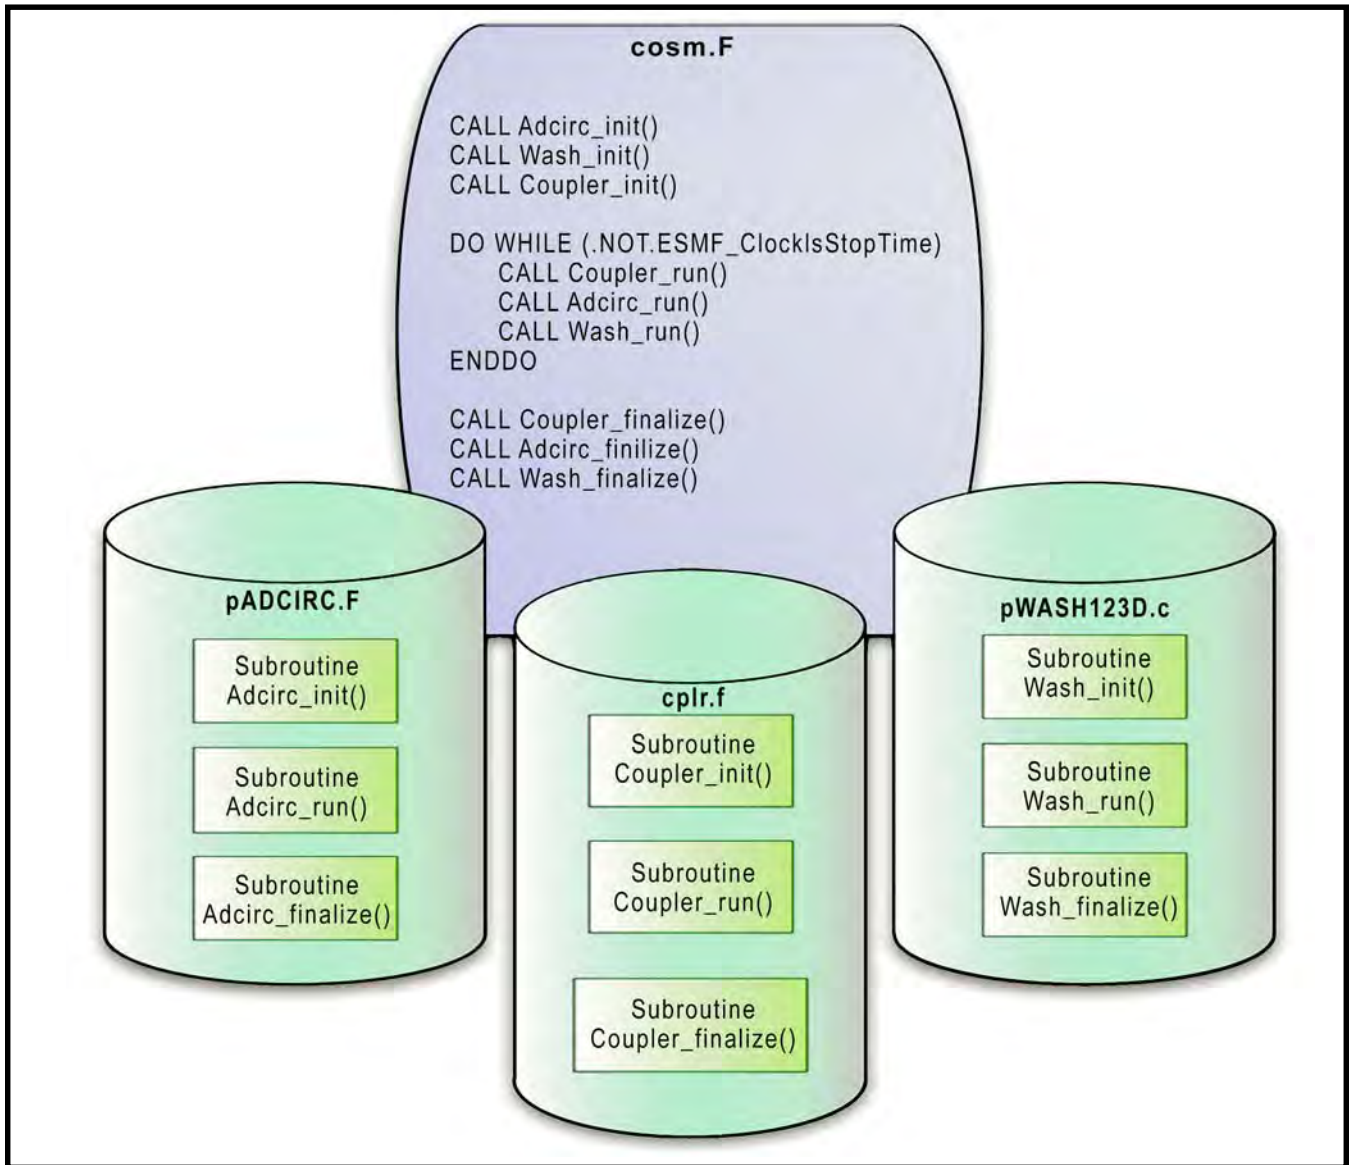 cosm.F
CALL Adcirc_init()
CALL Wash_init()
CALL Coupler_init()
DO WHILE (.NOT.ESMF_ClockIsStopTime)
CALL Coupler_run()
CALL Adcirc_run()
CALL Wash_run()
ENDDO
CALL Coupler_finalize()
CALL Adcirc_finilize()
CALL Wash_finalize()
pADCIRC.F
Subroutine
Adcirc_init()
Subroutine
Adcirc_run()
Subroutine
Adcirc_finalize()
cplr.f
Subroutine
Coupler_init()
Subroutine
Coupler_run()
Subroutine
Coupler_finalize()
pWASH123D.c
Subroutine
Wash_init()
Subroutine
Wash_run()
Subroutine
Wash_finalize()